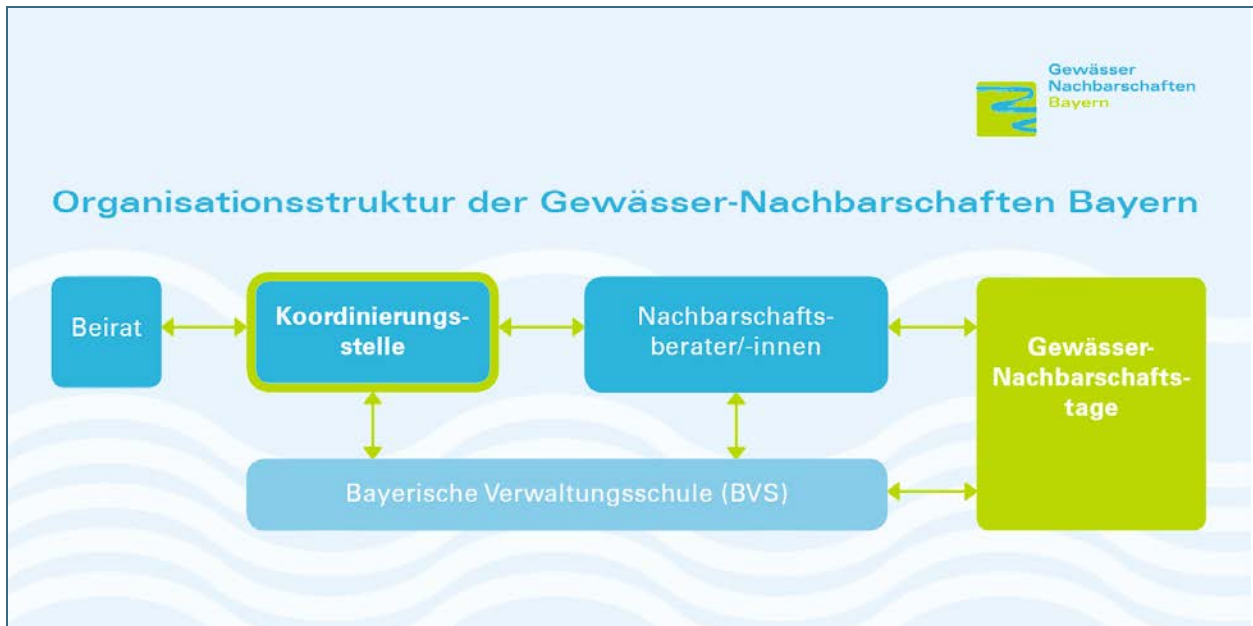 Gewässer
Nachbarschaften
Bayern
Organisationsstruktur der Gewässer-Nachbarschaften Bayern
Beirat
Koordinierungs-
stelle
Nachbarschafts-
berater/-innen
Gewässer-
Nachbarschafts-
tage
Bayerische Verwaltungsschule (BVS)